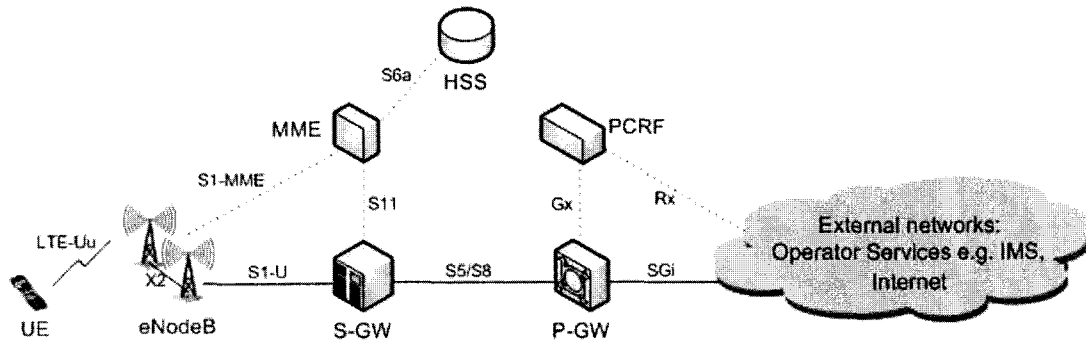 S6a
HSS
MME
PCRF
S1-MME
S11
Gx
Rx
External networks:
Operator Services e.g. IMS,
Internet
LTE-Uu
X2
S1-U
S5/S8
SGi
UE
eNodeB
S-GW
P-GW